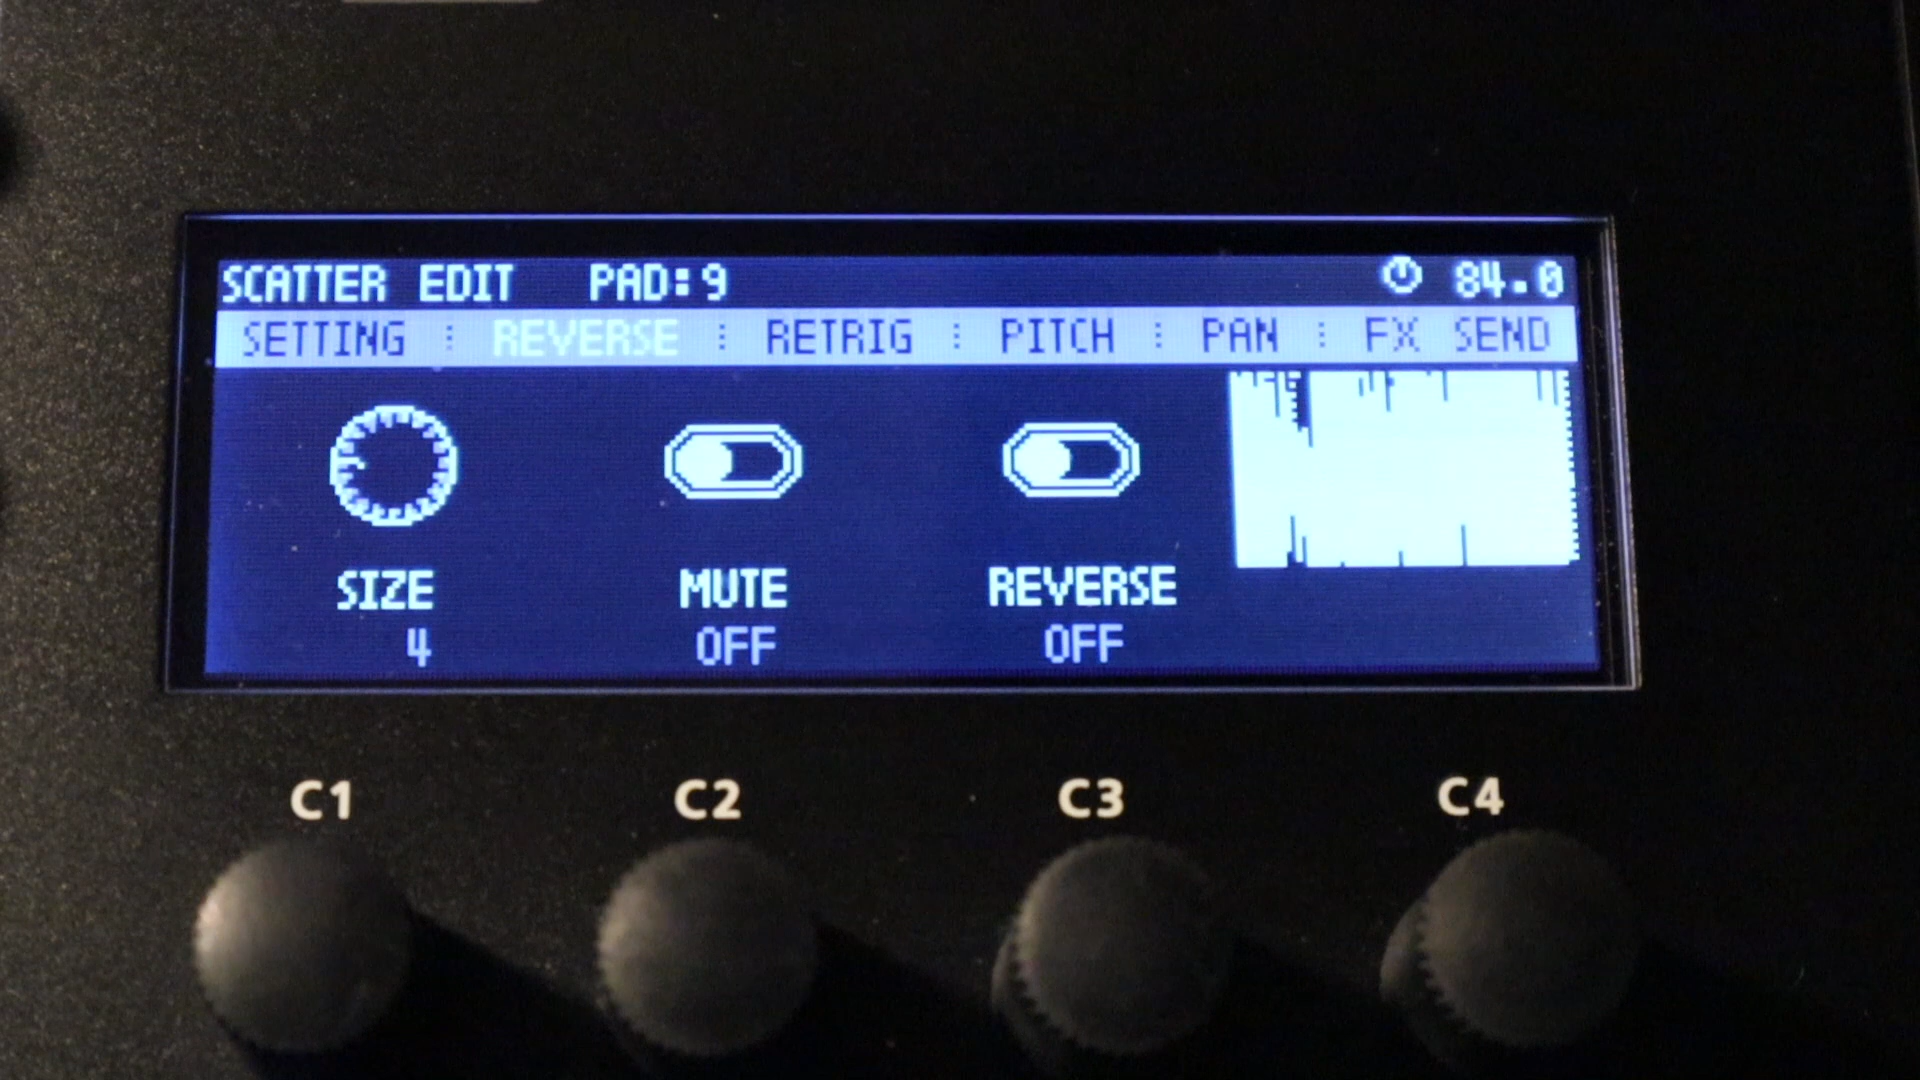 SCATTER EDIT PAD:9 84.0
SETTING REVERSE RETRIG PITCH PAN FX SEND
SIZE MUTE REVERSE
4 OFF OFF
C1 C2 C3 C4